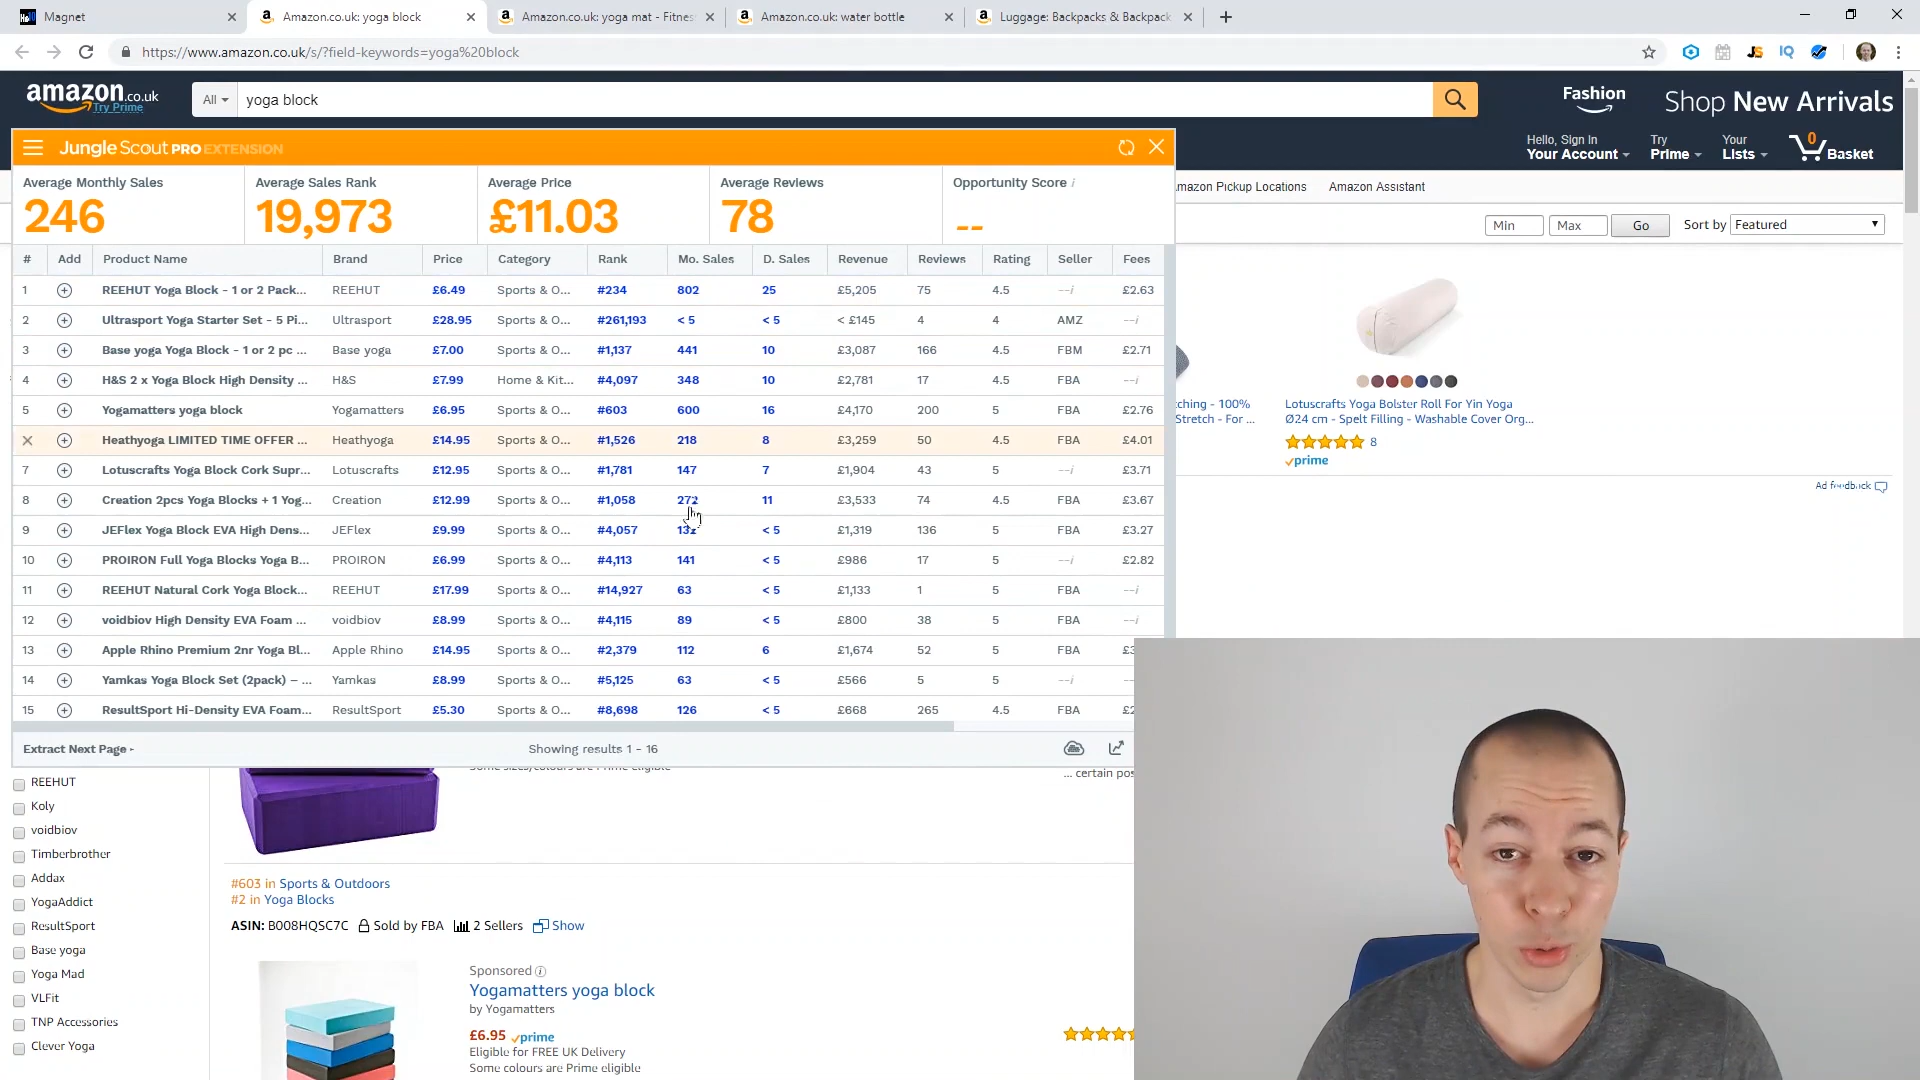 Magnet
Amazon.co.uk: yoga block
Amazon.co.uk: yoga mat - Fitnes
Amazon.co.uk: water bottle
Luggage: Backpacks & Backpack
https://www.amazon.co.uk/s/?field-keywords=yoga%20block
amazon.co.uk
Try Prime
All
yoga block
Fashion
Shop New Arrivals
Hello, Sign In
Your Account
Try
Prime
Your
Lists
0
Basket
Jungle Scout PRO EXTENSION
mazon Pickup Locations
Amazon Assistant
Average Monthly Sales
246
Average Sales Rank
19,973
Average Price
£11.03
Average Reviews
78
Opportunity Score i
--
Min
Max
Go
Sort by
Featured
# Add Product Name Brand Price Category Rank Mo. Sales D. Sales Revenue Reviews Rating Seller Fees
1 REEHUT Yoga Block - 1 or 2 Pack... REEHUT £6.49 Sports & O... #234 802 25 £5,205 75 4.5 --i £2.63
2 Ultrasport Yoga Starter Set - 5 Pi... Ultrasport £28.95 Sports & O... #261,193 < 5 < 5 < £145 4 4 AMZ --i
3 Base yoga Yoga Block - 1 or 2 pc ... Base yoga £7.00 Sports & O... #1,137 441 10 £3,087 166 4.5 FBM £2.71
4 H&S 2 x Yoga Block High Density ... H&S £7.99 Home & Kit... #4,097 348 10 £2,781 17 4.5 FBA --i
5 Yogamatters yoga block Yogamatters £6.95 Sports & O... #603 600 16 £4,170 200 5 FBA £2.76
Heathyoga LIMITED TIME OFFER ... Heathyoga £14.95 Sports & O... #1,526 218 8 £3,259 50 4.5 FBA £4.01
7 Lotuscrafts Yoga Block Cork Supr... Lotuscrafts £12.95 Sports & O... #1,781 147 7 £1,904 43 5 --i £3.71
8 Creation 2pcs Yoga Blocks + 1 Yog... Creation £12.99 Sports & O... #1,058 272 11 £3,533 74 4.5 FBA £3.67
9 JEFlex Yoga Block EVA High Dens... JEFlex £9.99 Sports & O... #4,057 132 < 5 £1,319 136 5 FBA £3.27
10 PROIRON Full Yoga Blocks Yoga B... PROIRON £6.99 Sports & O... #4,113 141 < 5 £986 17 5 --i £2.82
11 REEHUT Natural Cork Yoga Block... REEHUT £17.99 Sports & O... #14,927 63 < 5 £1,133 1 5 FBA --i
12 voidbiov High Density EVA Foam ... voidbiov £8.99 Sports & O... #4,115 89 < 5 £800 38 5 FBA --i
13 Apple Rhino Premium 2nr Yoga Bl... Apple Rhino £14.95 Sports & O... #2,379 112 6 £1,674 52 5 FBA £3
14 Yamkas Yoga Block Set (2pack) – ... Yamkas £8.99 Sports & O... #5,125 63 < 5 £566 5 5 --i
15 ResultSport Hi-Density EVA Foam... ResultSport £5.30 Sports & O... #8,698 126 < 5 £668 265 4.5 FBA £2
Extract Next Page
Showing results 1 - 16
ching - 100%
Stretch - For ...
Lotuscrafts Yoga Bolster Roll For Yin Yoga
Ø24 cm - Spelt Filling - Washable Cover Org...
8
prime
Ad feedback
REEHUT
Koly
voidbiov
Timberbrother
Addax
YogaAddict
ResultSport
Base yoga
Yoga Mad
VLFit
TNP Accessories
Clever Yoga
Some sizes/colours are Prime eligible
... certain pos
#603 in Sports & Outdoors
#2 in Yoga Blocks
ASIN: B008HQSC7C Sold by FBA 2 Sellers Show
Sponsored
Yogamatters yoga block
by Yogamatters
£6.95 prime
Eligible for FREE UK Delivery
Some colours are Prime eligible